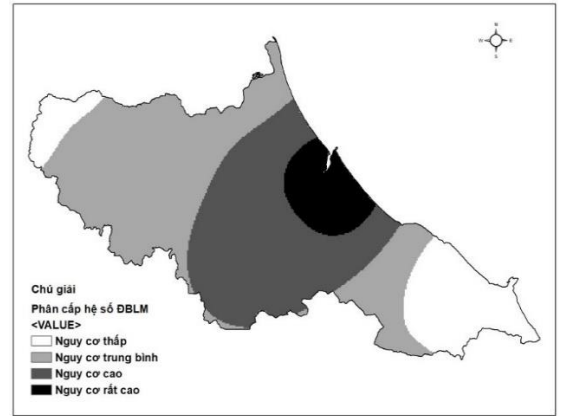 N
W E
S
Chú giải
Phân cấp hệ số ĐBLM
<VALUE>
Nguy cơ thấp
Nguy cơ trung bình
Nguy cơ cao
Nguy cơ rất cao